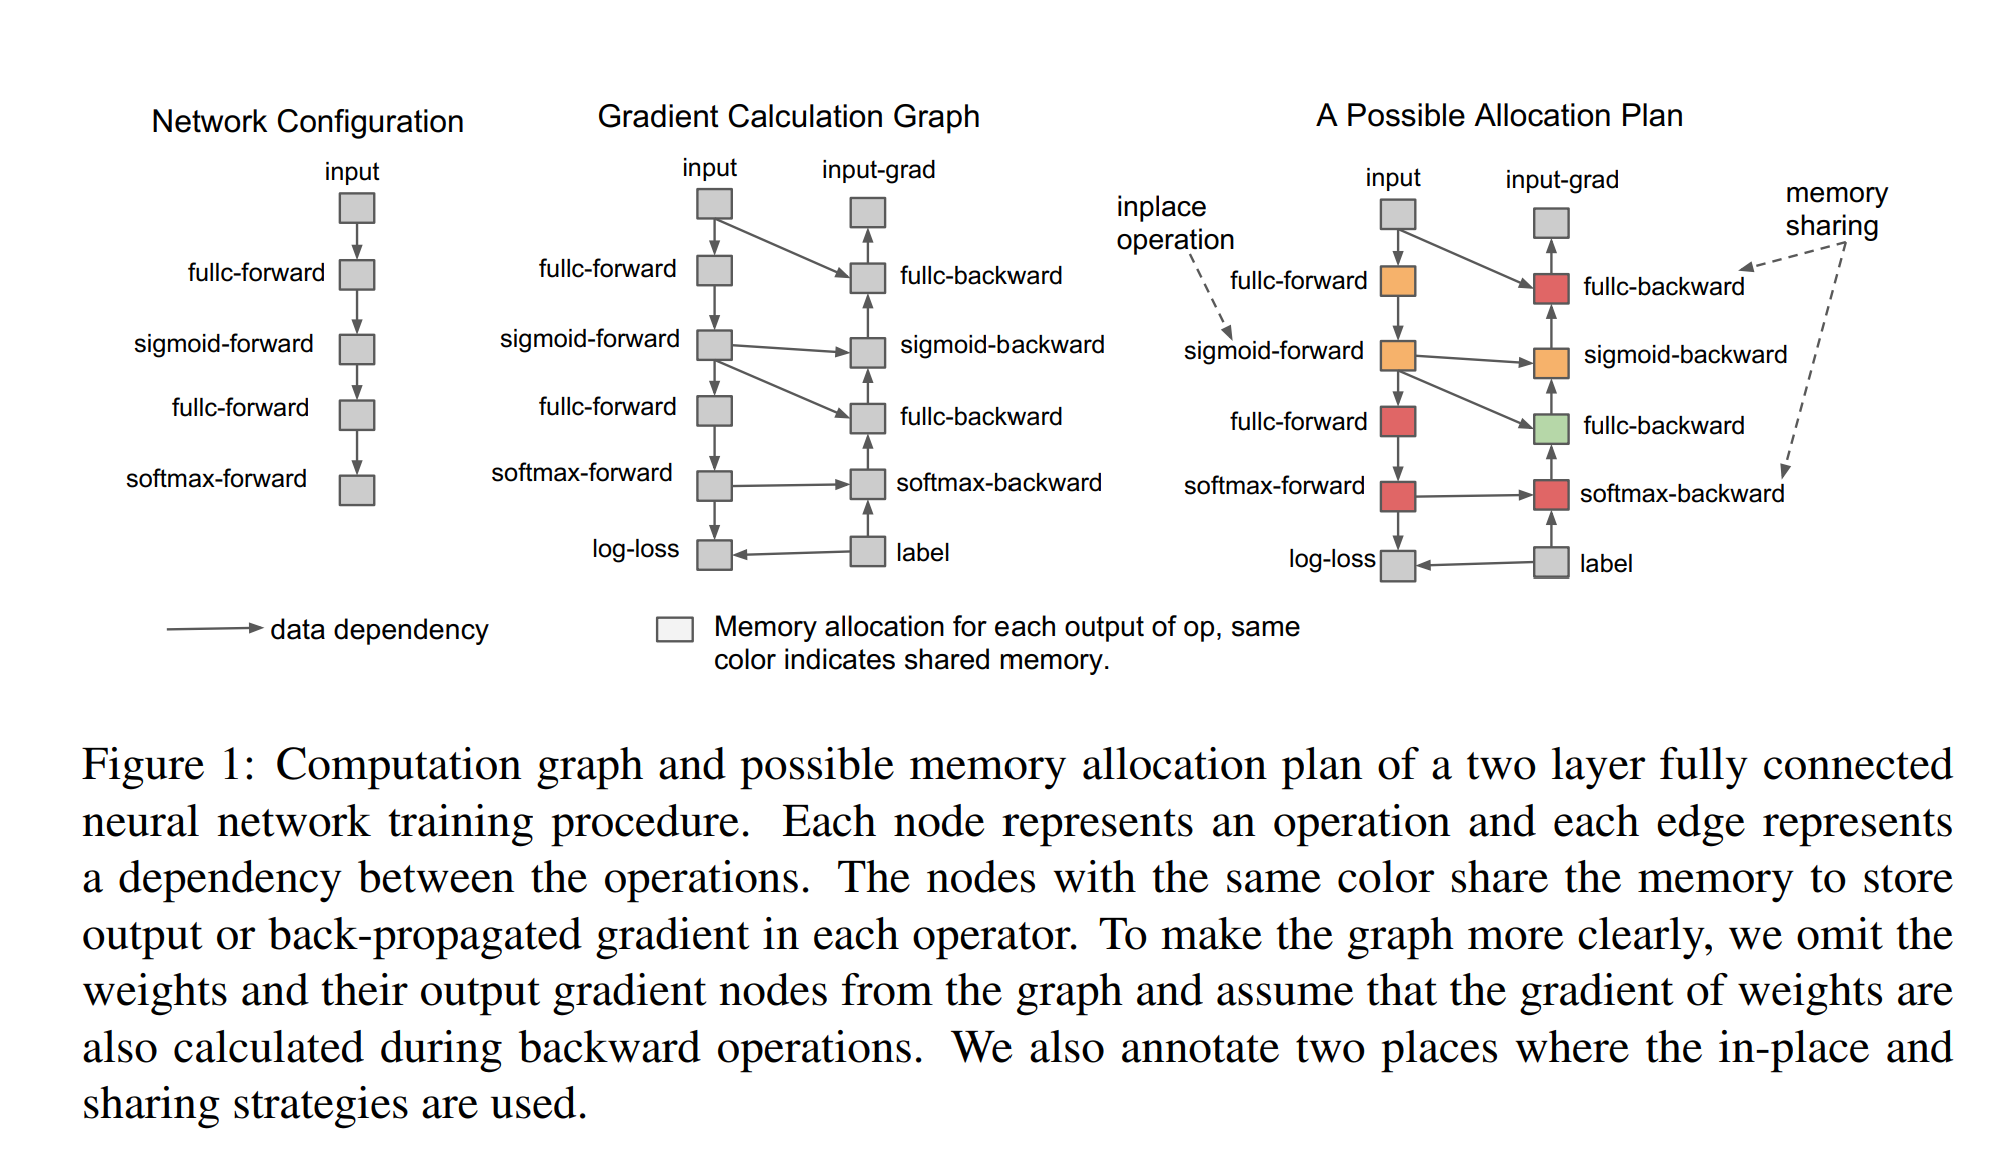 Network Configuration
input
fullc-forward
sigmoid-forward
fullc-forward
softmax-forward
Gradient Calculation Graph
input
input-grad
fullc-forward
fullc-backward
sigmoid-forward
sigmoid-backward
fullc-forward
fullc-backward
softmax-forward
softmax-backward
log-loss
label
A Possible Allocation Plan
input
input-grad
inplace
operation
memory
sharing
fullc-forward
fullc-backward
sigmoid-forward
sigmoid-backward
fullc-forward
fullc-backward
softmax-forward
softmax-backward
log-loss
label
data dependency
Memory allocation for each output of op, same
color indicates shared memory.
Figure 1: Computation graph and possible memory allocation plan of a two layer fully connected
neural network training procedure. Each node represents an operation and each edge represents
a dependency between the operations. The nodes with the same color share the memory to store
output or back-propagated gradient in each operator. To make the graph more clearly, we omit the
weights and their output gradient nodes from the graph and assume that the gradient of weights are
also calculated during backward operations. We also annotate two places where the in-place and
sharing strategies are used.